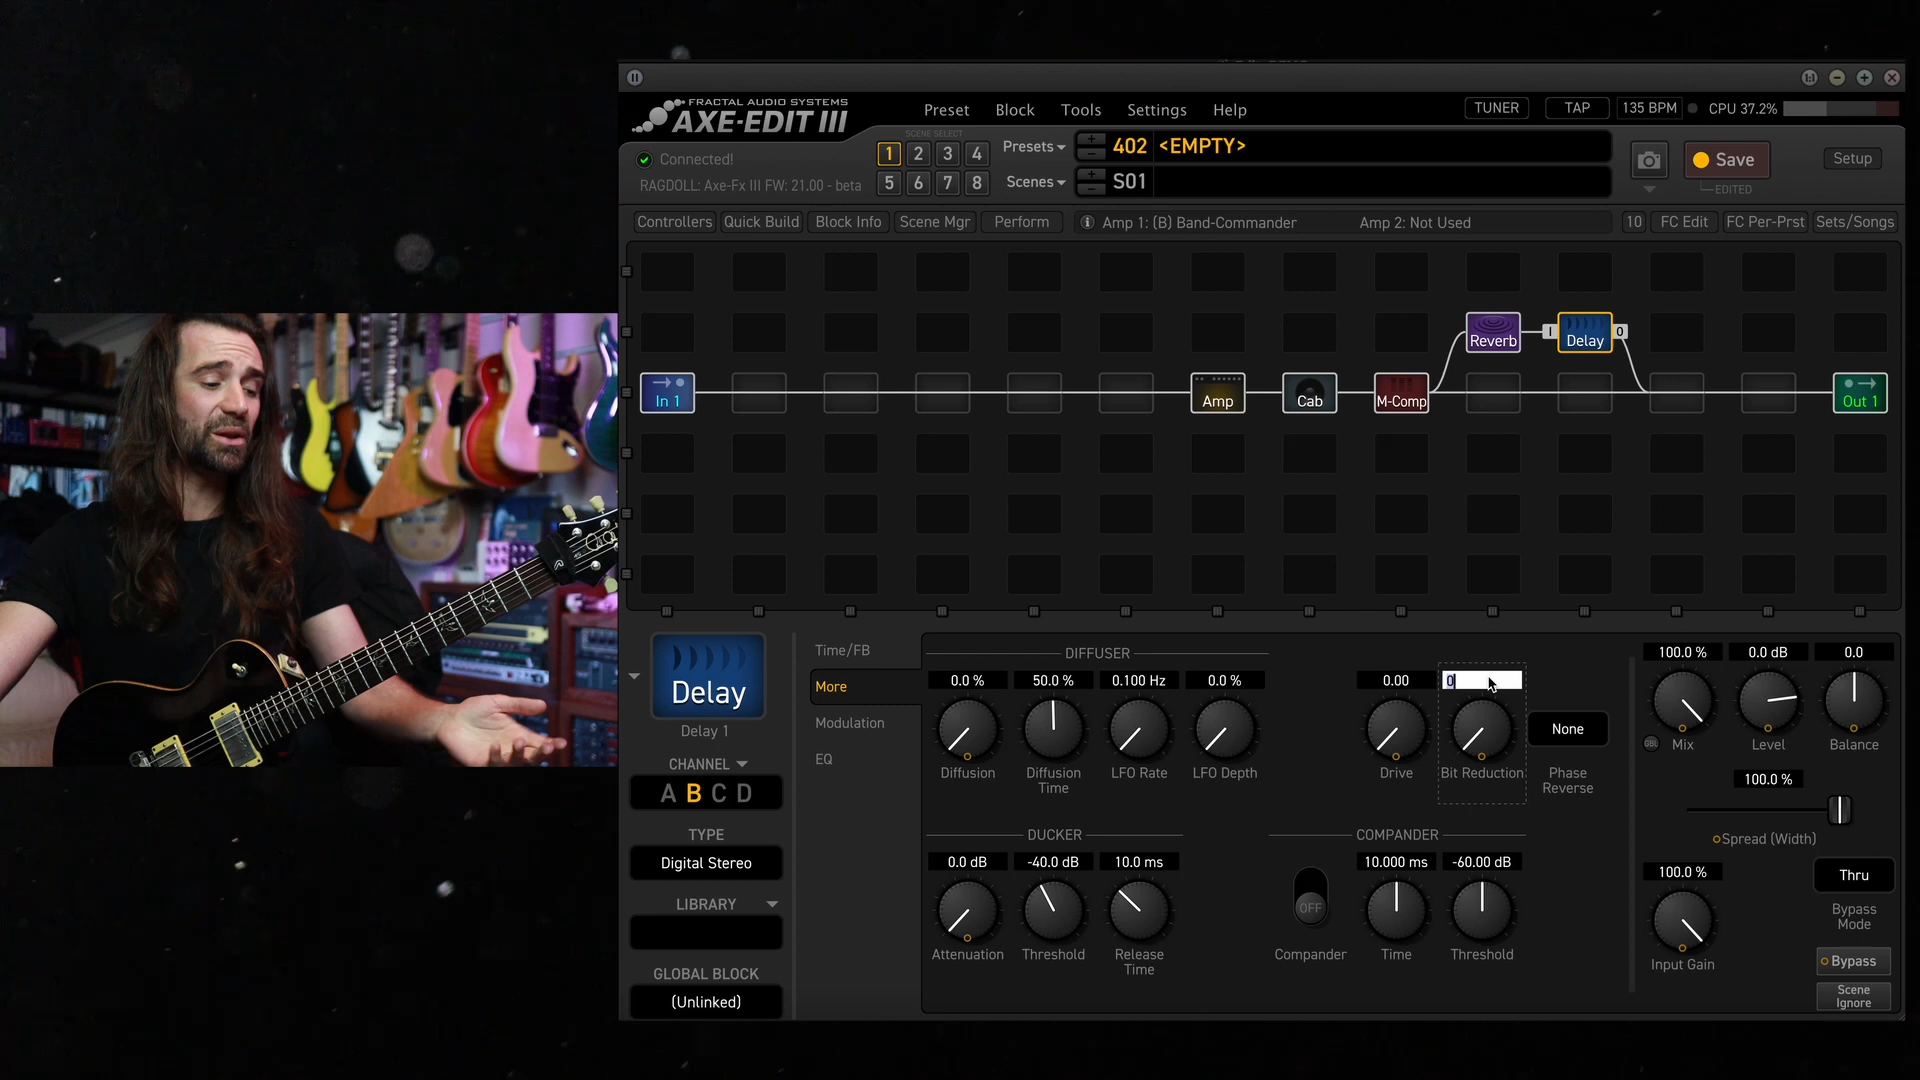 FRACTAL AUDIO SYSTEMS
AXE-EDIT III
Preset Block Tools Settings Help
TUNER TAP 135 BPM CPU 37.2%
SCENE SELECT
1 2 3 4
5 6 7 8
Connected!
RAGDOLL: Axe-Fx III FW: 21.00 - beta
Presets 402 <EMPTY>
Scenes S01
Save
EDITED
Setup
Controllers Quick Build Block Info Scene Mgr Perform
Amp 1: (B) Band-Commander Amp 2: Not Used
10 FC Edit FC Per-Prst Sets/Songs
Reverb I Delay O
In 1 Amp Cab M-Comp Out 1
Delay
Delay 1
CHANNEL
A B C D
TYPE
Digital Stereo
LIBRARY
GLOBAL BLOCK
(Unlinked)
Time/FB
More
Modulation
EQ
DIFFUSER
0.0 % 50.0 % 0.100 Hz 0.0 % 0.00 0
Diffusion Diffusion Time LFO Rate LFO Depth Drive Bit Reduction
None
Phase Reverse
DUCKER
0.0 dB -40.0 dB 10.0 ms
Attenuation Threshold Release Time
COMPANDER
10.000 ms -60.00 dB
OFF
Compander Time Threshold
100.0 % 0.0 dB 0.0
GBL Mix Level Balance
100.0 %
Spread (Width)
100.0 %
Input Gain
Thru
Bypass Mode
Bypass
Scene Ignore